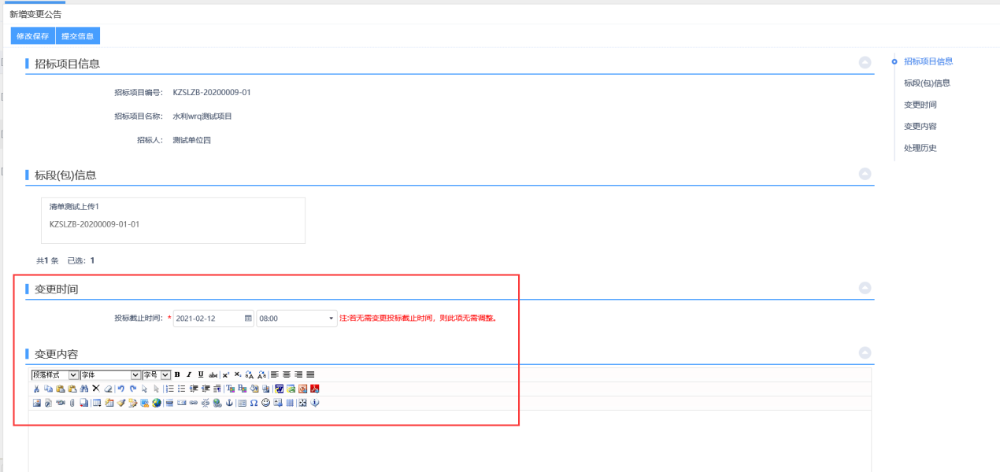 新增变更公告
修改保存 提交信息
招标项目信息
招标项目编号： KZSLZB-20200009-01
招标项目名称： 水利wrq测试项目
招标人： 测试单位四
标段(包)信息
清单测试上传1
KZSLZB-20200009-01-01
共1 条 已选：1
变更时间
投标截止时间：* 2021-02-12 08:00 注:若无需变更投标截止时间，则此项无需调整。
变更内容
段落样式 字体 字号 B I U abc
招标项目信息
标段(包)信息
变更时间
变更内容
处理历史